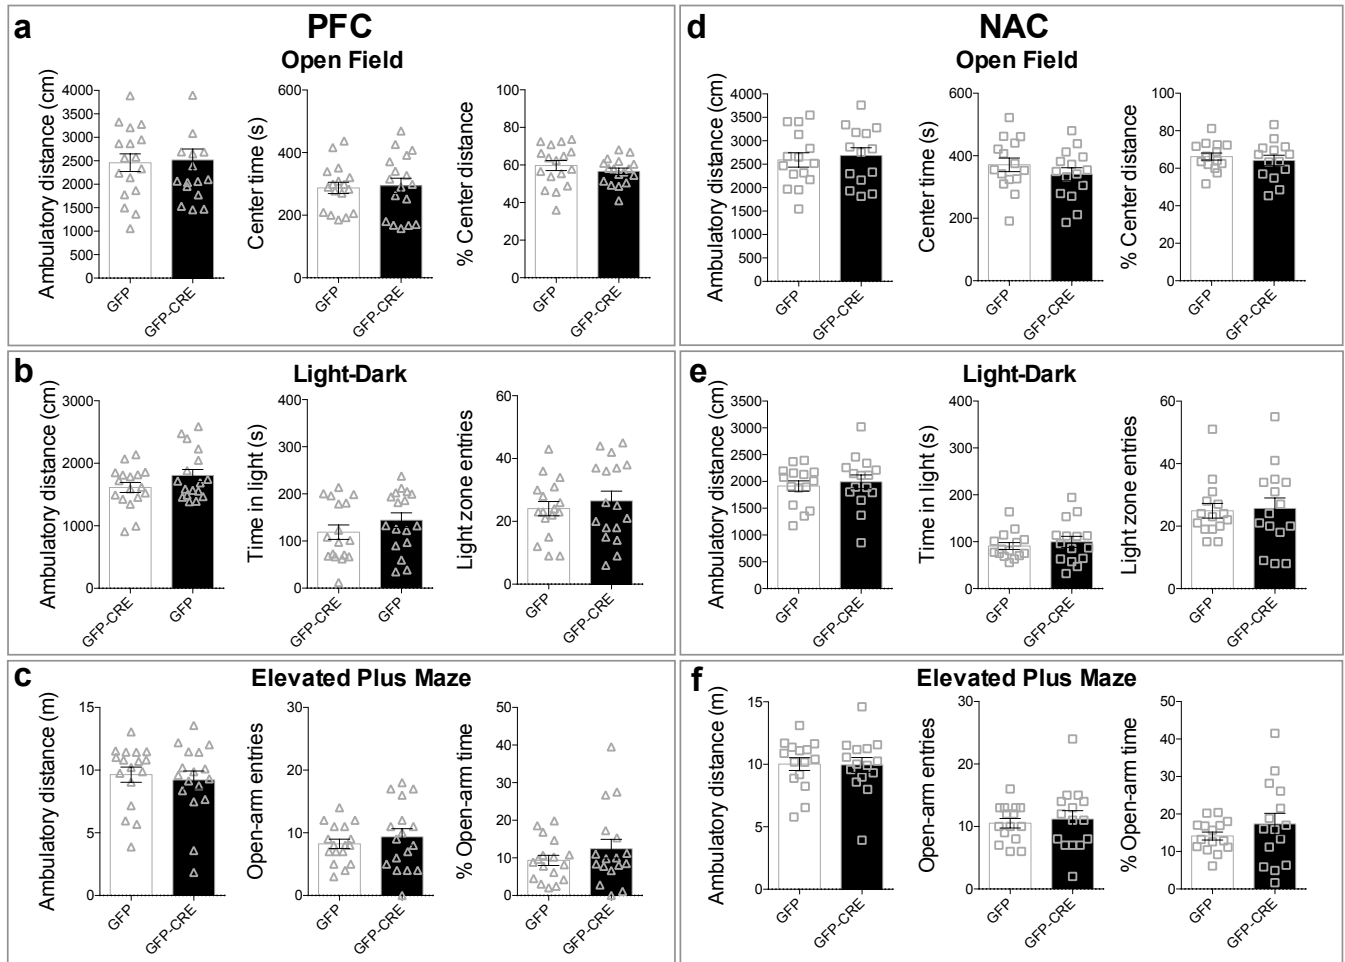 a
PFC
Open Field
Ambulatory distance (cm)
4000
3500
3000
2500
2000
1500
1000
500
0
GFP
GFP-CRE
Center time (s)
600
400
200
0
GFP
GFP-CRE
% Center distance
100
80
60
40
20
0
GFP
GFP-CRE
b
Light-Dark
Ambulatory distance (cm)
3000
2000
1000
0
GFP-CRE
GFP
Time in light (s)
400
300
200
100
0
GFP-CRE
GFP
Light zone entries
60
40
20
0
GFP
GFP-CRE
c
Elevated Plus Maze
Ambulatory distance (m)
15
10
5
0
GFP
GFP-CRE
Open-arm entries
30
20
10
0
GFP
GFP-CRE
% Open-arm time
50
40
30
20
10
0
GFP
GFP-CRE
d
NAC
Open Field
Ambulatory distance (cm)
4000
3500
3000
2500
2000
1500
1000
500
0
GFP
GFP-CRE
Center time (s)
600
400
200
0
GFP
GFP-CRE
% Center distance
100
80
60
40
20
0
GFP
GFP-CRE
e
Light-Dark
Ambulatory distance (cm)
3500
3000
2500
2000
1500
1000
500
0
GFP
GFP-CRE
Time in light (s)
400
300
200
100
0
GFP
GFP-CRE
Light zone entries
60
40
20
0
GFP
GFP-CRE
f
Elevated Plus Maze
Ambulatory distance (m)
15
10
5
0
GFP
GFP-CRE
Open-arm entries
30
20
10
0
GFP
GFP-CRE
% Open-arm time
50
40
30
20
10
0
GFP
GFP-CRE